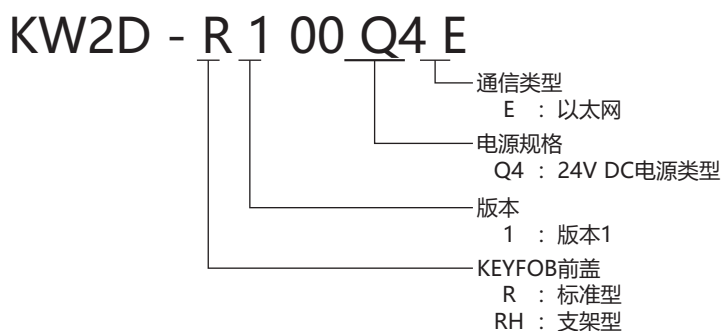 KW2D - R 1 00 Q4 E
通信类型
E : 以太网
电源规格
Q4 : 24V DC电源类型
版本
1 : 版本1
KEYFOB前盖
R : 标准型
RH : 支架型